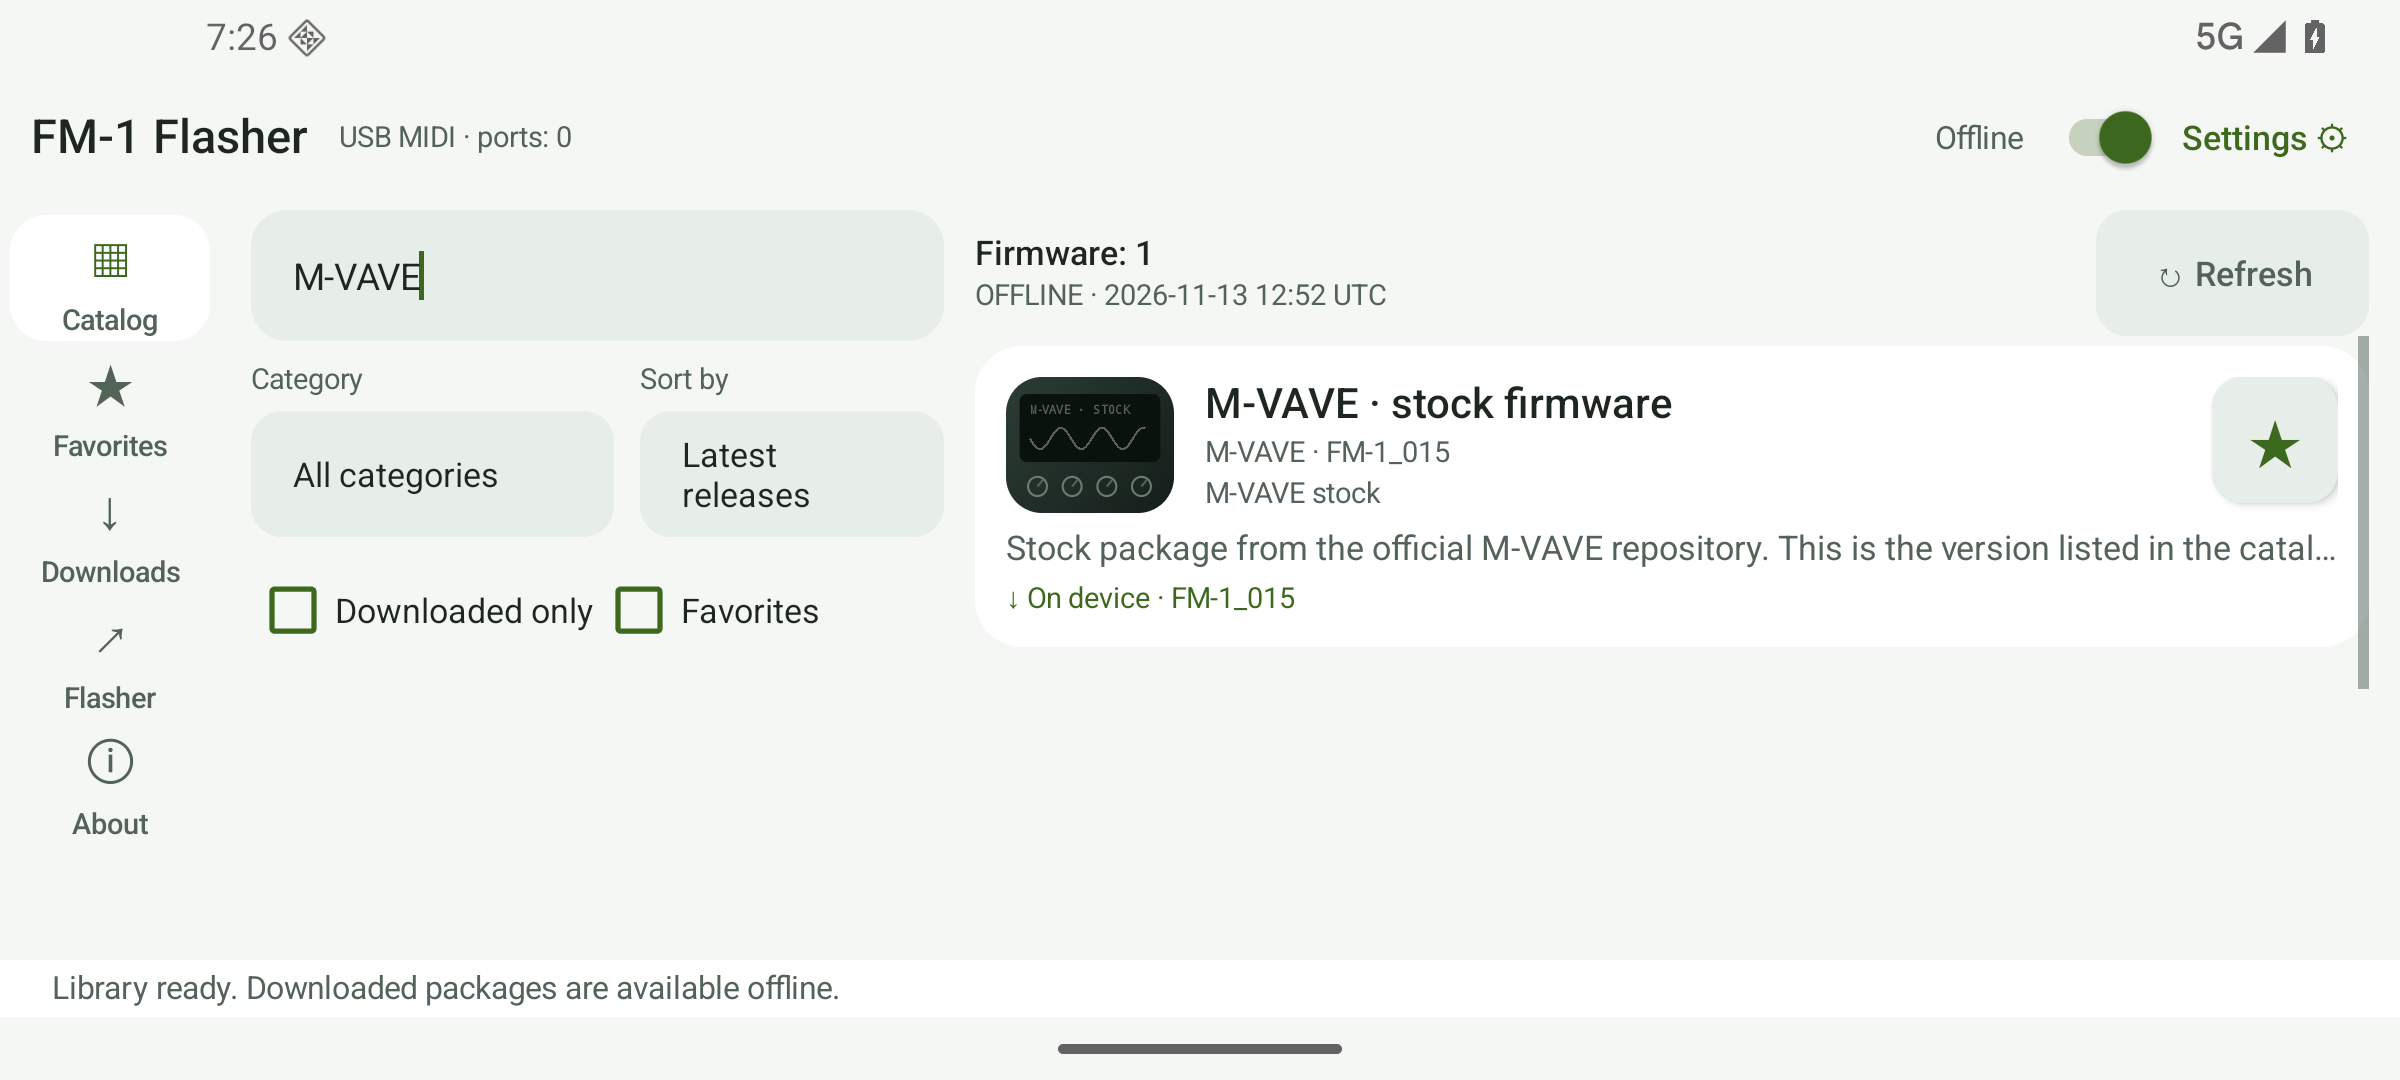 7:26
5G
FM-1 Flasher
USB MIDI · ports: 0
Offline
Settings
Catalog
Favorites
Downloads
Flasher
About
M-VAVE
Category
Sort by
All categories
Latest
releases
Downloaded only
Favorites
Firmware: 1
OFFLINE · 2026-11-13 12:52 UTC
↻ Refresh
M-VAVE · STOCK
M-VAVE · stock firmware
M-VAVE · FM-1_015
M-VAVE stock
Stock package from the official M-VAVE repository. This is the version listed in the catal...
↓ On device · FM-1_015
Library ready. Downloaded packages are available offline.